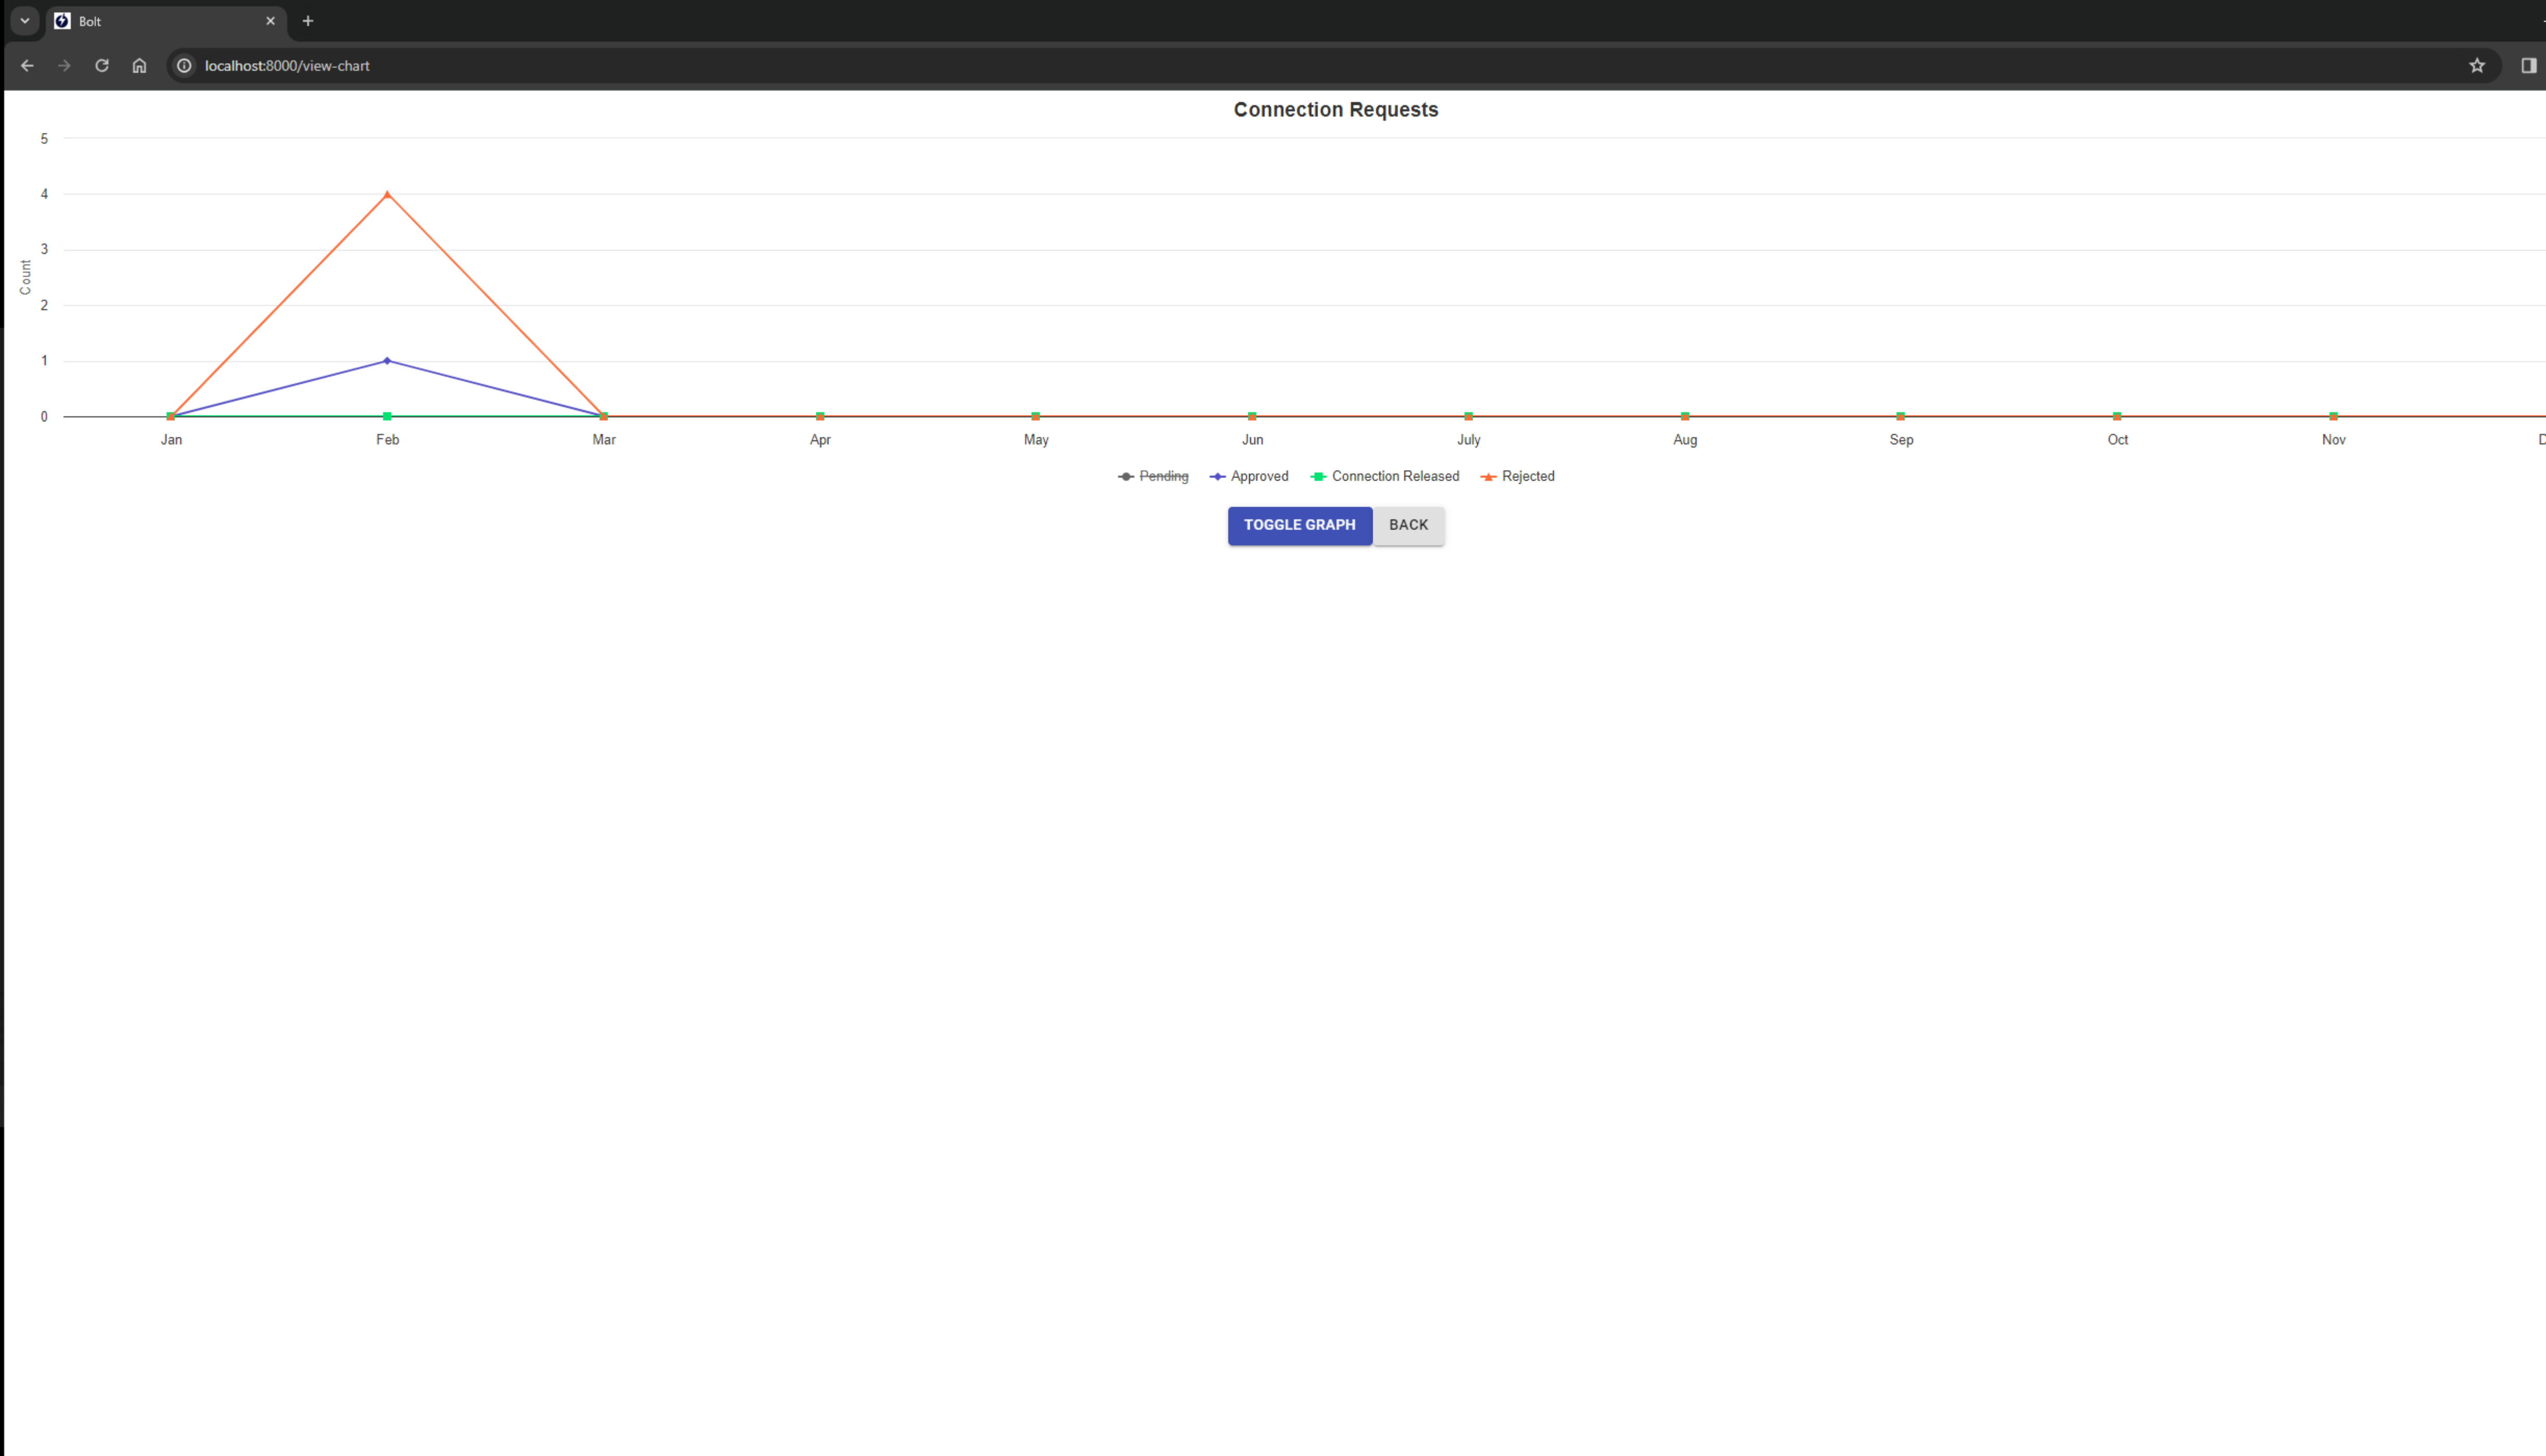 Bolt
localhost:8000/view-chart
Connection Requests
5
4
3
2
1
0
Count
Jan Feb Mar Apr May Jun July Aug Sep Oct Nov
Pending Approved Connection Released Rejected
TOGGLE GRAPH BACK